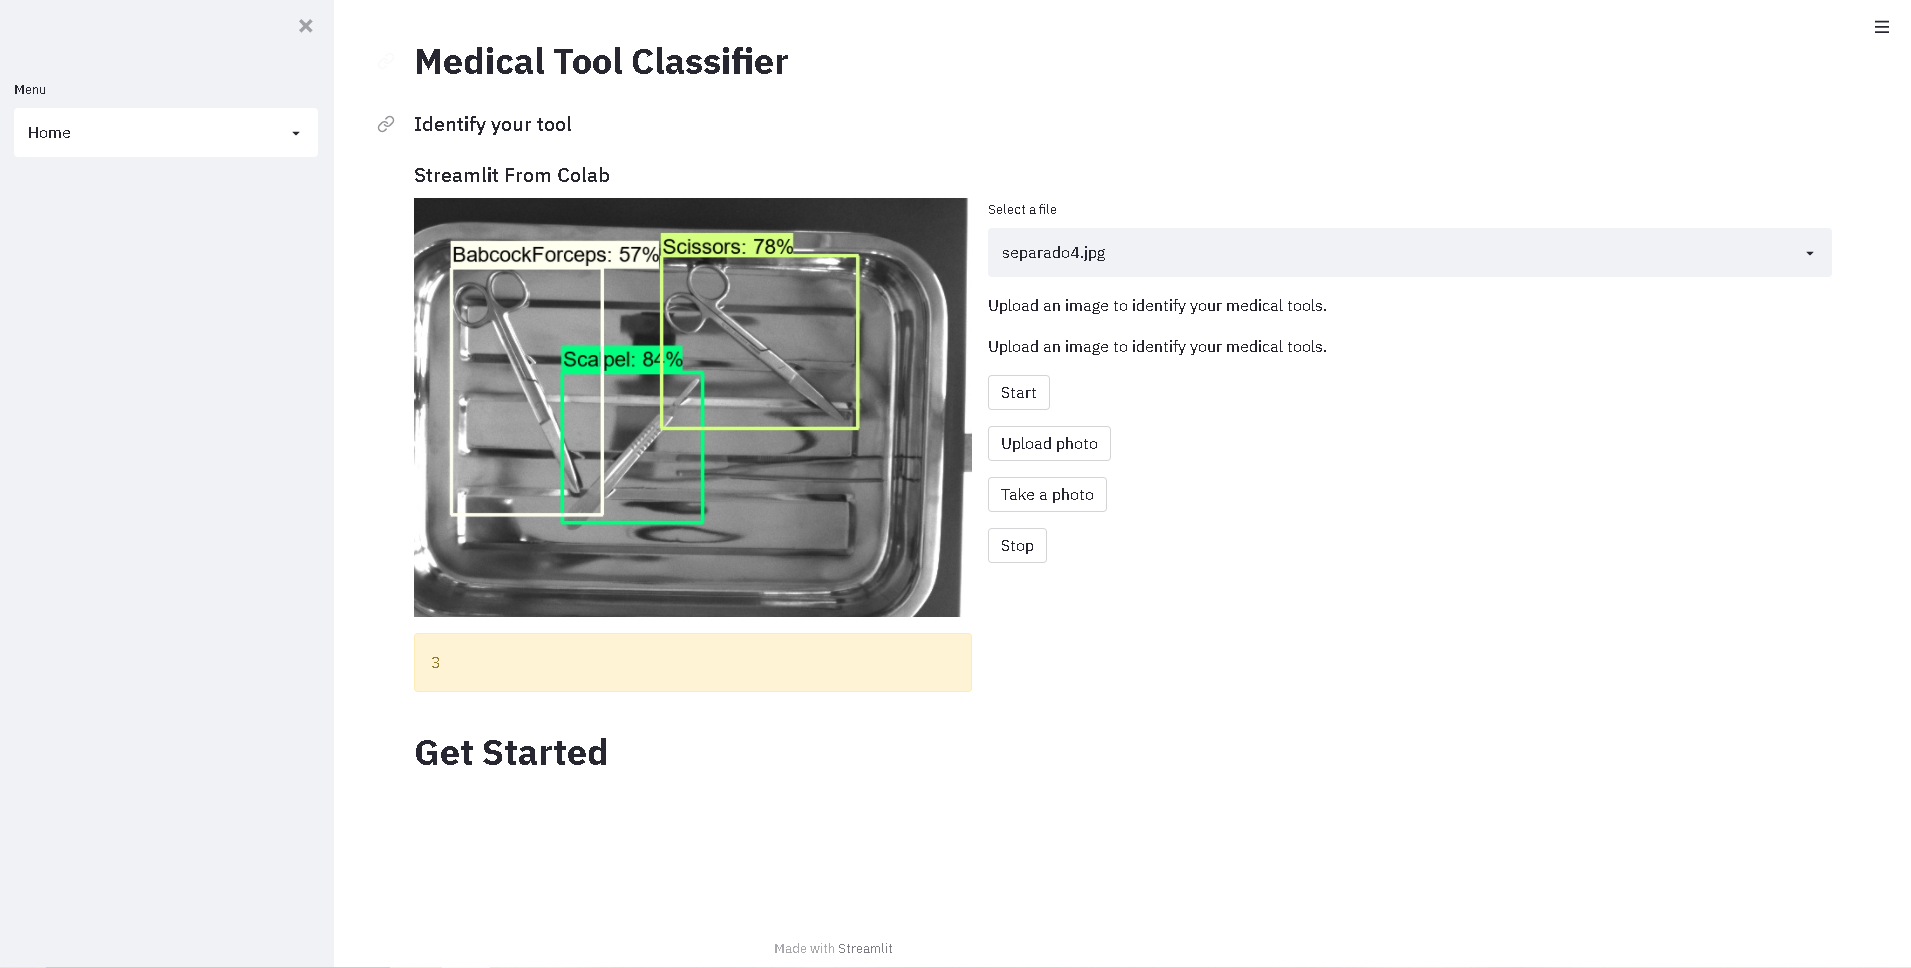 Menu
Home
Medical Tool Classifier
Identify your tool
Streamlit From Colab
BabcockForceps: 57%
Scissors: 78%
Scalpel: 84%
3
Select a file
separado4.jpg
Upload an image to identify your medical tools.
Upload an image to identify your medical tools.
Start
Upload photo
Take a photo
Stop
Get Started
Made with Streamlit